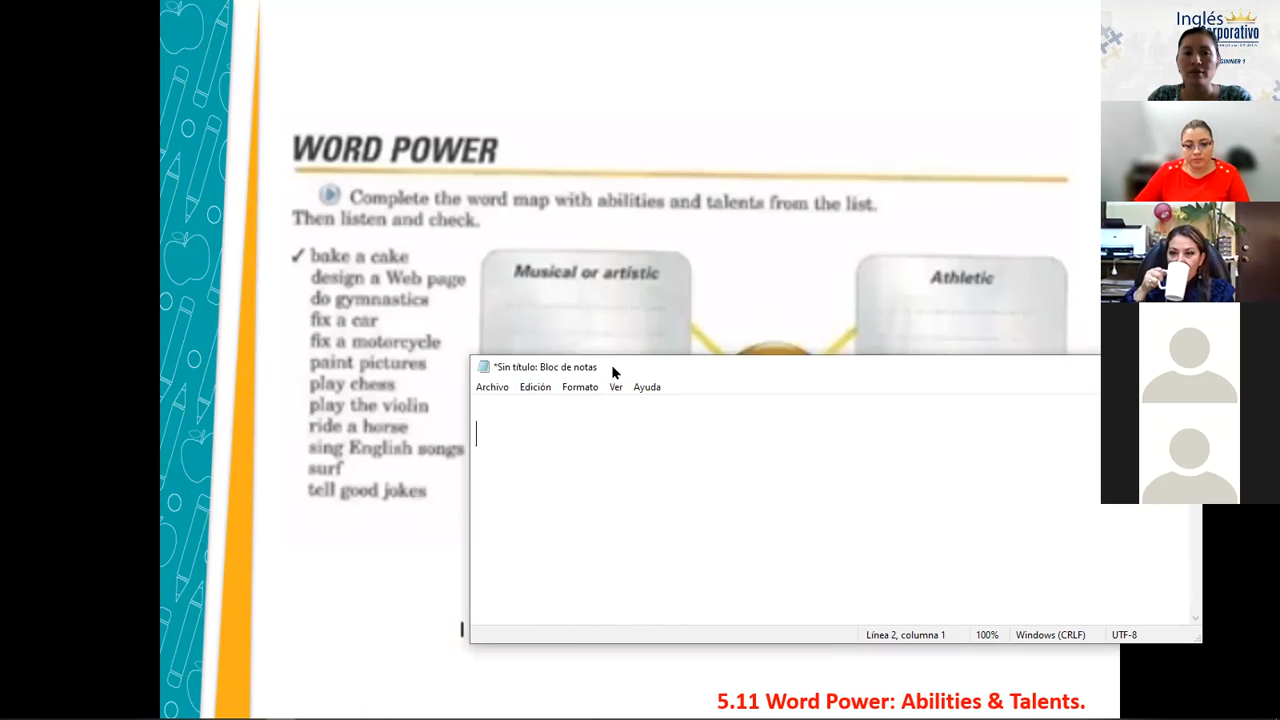 WORD POWER
Complete the word map with abilities and talents from the list.
Then listen and check.
✓ bake a cake
design a Web page
do gymnastics
fix a car
fix a motorcycle
paint pictures
play chess
play the violin
ride a horse
sing English songs
surf
tell good jokes
Musical or artistic
Athletic
*Sin título: Bloc de notas
Archivo Edición Formato Ver Ayuda
Línea 2, columna 1 100% Windows (CRLF) UTF-8
5.11 Word Power: Abilities & Talents.
Inglés